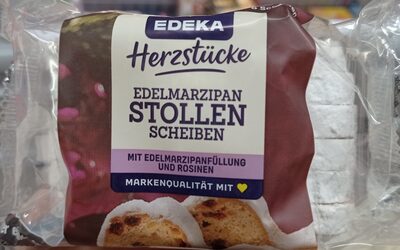 EDEKA
Herzstücke
EDELMARZIPAN
STOLLEN
SCHEIBEN
MIT EDELMARZIPANFÜLLUNG
UND ROSINEN
MARKENQUALITÄT MIT